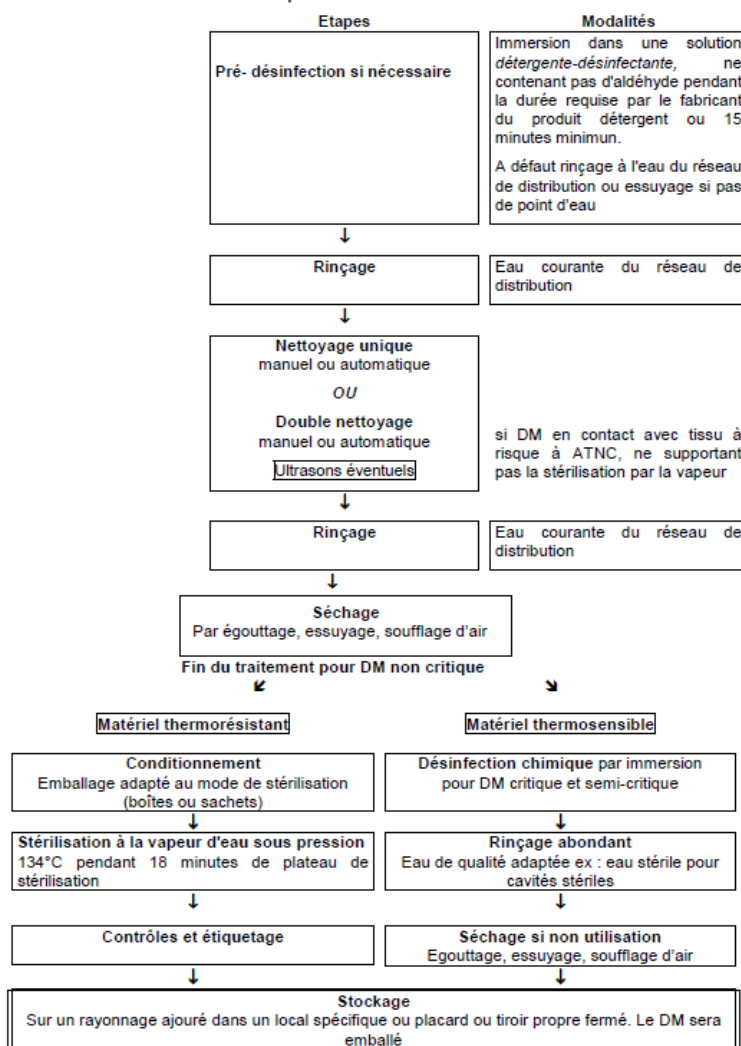 Etapes
Modalités
Pré- désinfection si nécessaire
Immersion dans une solution
détergente-désinfectante, ne
contenant pas d'aldéhyde pendant
la durée requise par le fabricant
du produit détergent ou 15
minutes minimun.
A défaut rinçage à l'eau du réseau
de distribution ou essuyage si pas
de point d'eau
↓
Rinçage
Eau courante du réseau de
distribution
↓
Nettoyage unique
manuel ou automatique
OU
Double nettoyage
manuel ou automatique
Ultrasons éventuels
si DM en contact avec tissu à
risque à ATNC, ne supportant
pas la stérilisation par la vapeur
↓
Rinçage
Eau courante du réseau de
distribution
↓
Séchage
Par égouttage, essuyage, soufflage d'air
Fin du traitement pour DM non critique
Matériel thermorésistant
Matériel thermosensible
Conditionnement
Emballage adapté au mode de stérilisation
(boîtes ou sachets)
Désinfection chimique par immersion
pour DM critique et semi-critique
↓
↓
Stérilisation à la vapeur d'eau sous pression
134°C pendant 18 minutes de plateau de
stérilisation
Rinçage abondant
Eau de qualité adaptée ex : eau stérile pour
cavités stériles
↓
↓
Contrôles et étiquetage
Séchage si non utilisation
Egouttage, essuyage, soufflage d'air
↓
↓
Stockage
Sur un rayonnage ajouré dans un local spécifique ou placard ou tiroir propre fermé. Le DM sera
emballé